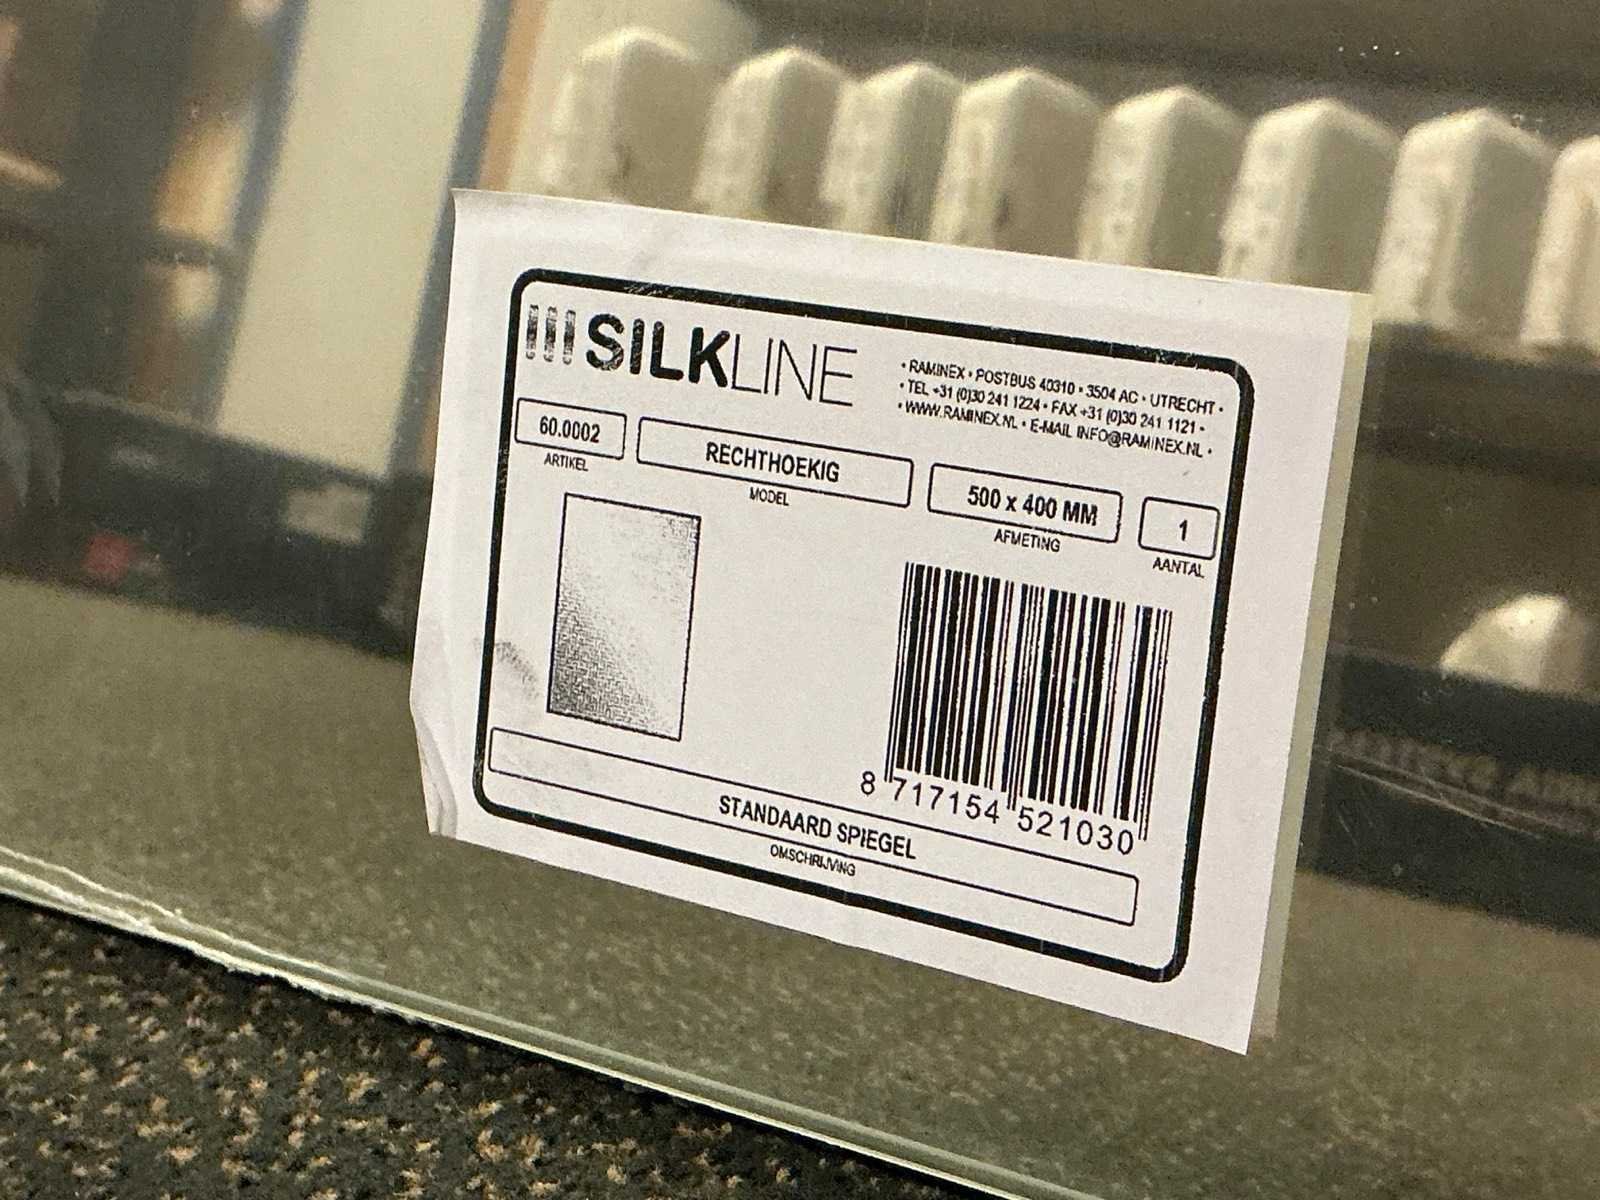 SILKLINE
• RAMINEX • POSTBUS 40310 • 3504 AC • UTRECHT •
• TEL +31 (0)30 241 1224 • FAX +31 (0)30 241 1121 •
• WWW.RAMINEX.NL • E-MAIL INFO@RAMINEX.NL •
60.0002
ARTIKEL
RECHTHOEKIG
MODEL
500 x 400 MM
AFMETING
1
AANTAL
8 717154 521030
STANDAARD SPIEGEL
OMSCHRIJVING